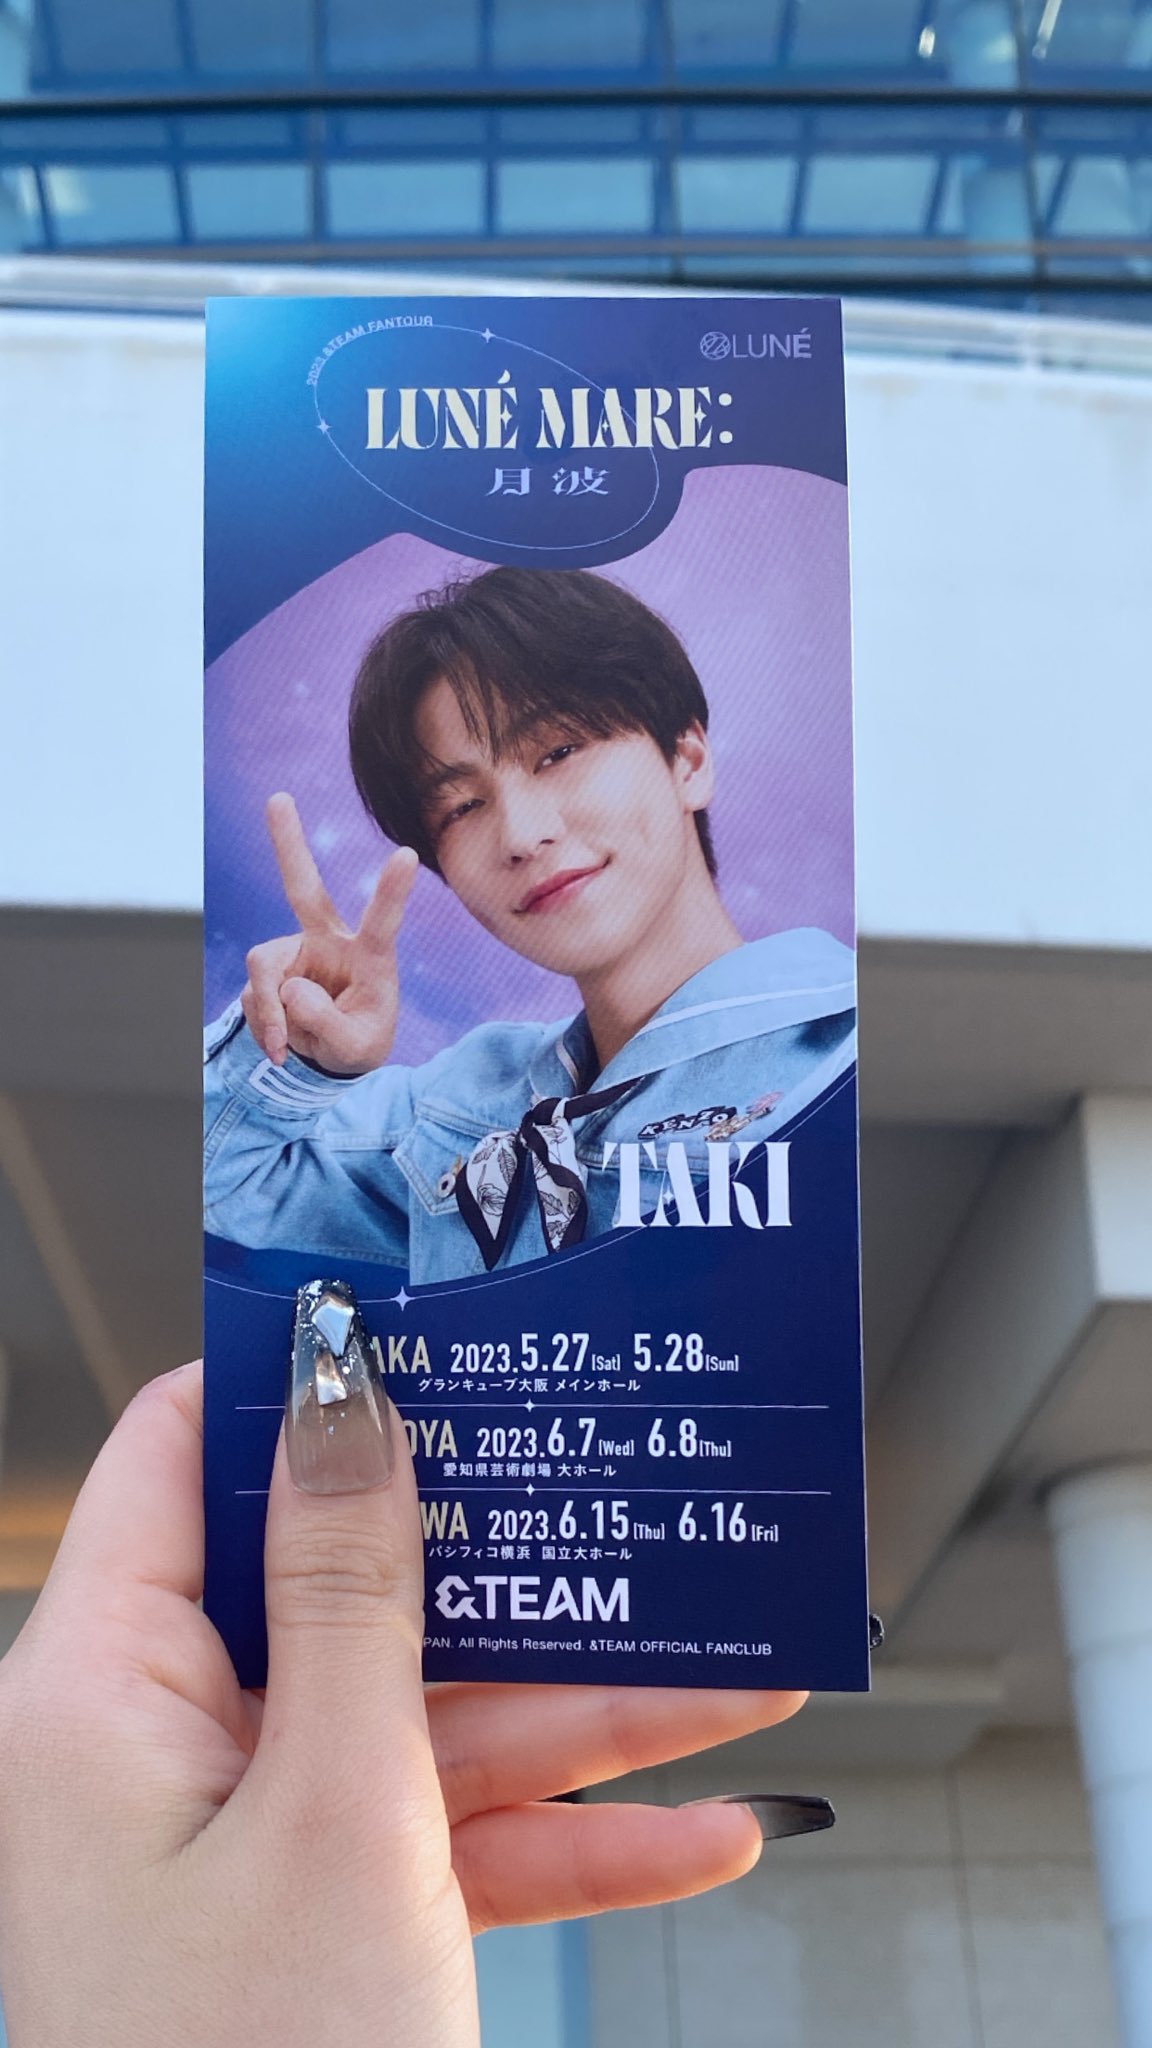 2023 &TEAM FANTOUR
LUNÉ
LUNÉ MARE:
月波
KENZO
TAKI
AKA 2023.5.27[Sat] 5.28[Sun]
グランキューブ大阪 メインホール
OYA 2023.6.7[Wed] 6.8[Thu]
愛知県芸術劇場 大ホール
WA 2023.6.15[Thu] 6.16[Fri]
パシフィコ横浜 国立大ホール
&TEAM
PAN. All Rights Reserved. &TEAM OFFICIAL FANCLUB